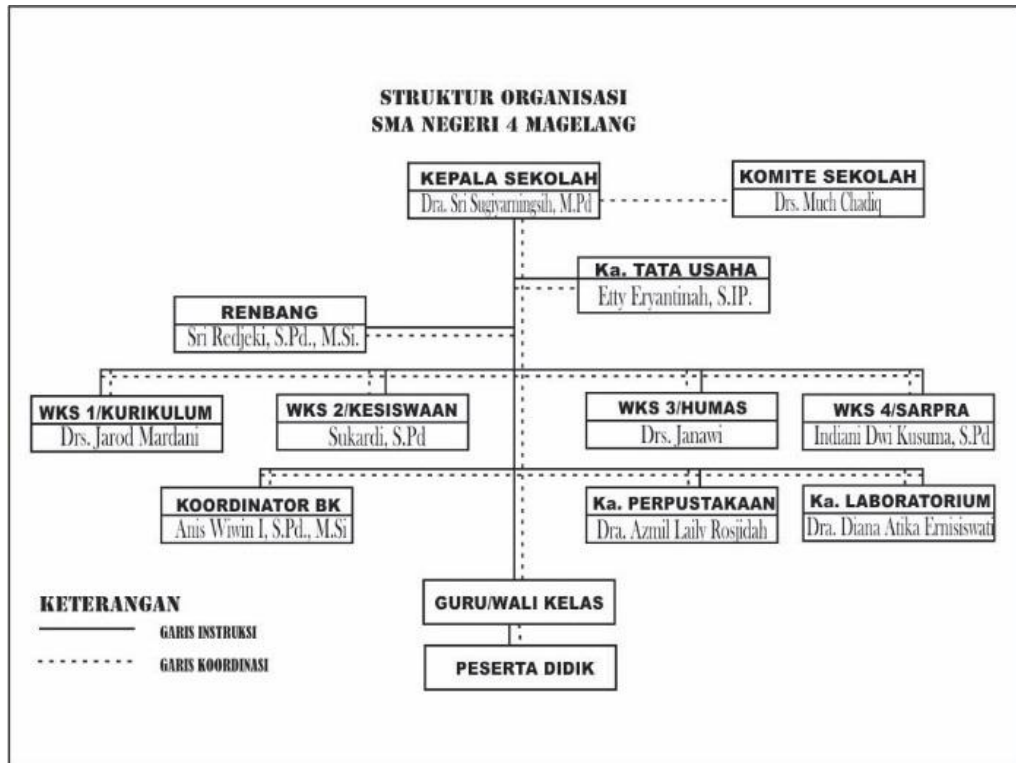 STRUKTUR ORGANISASI
SMA NEGERI 4 MAGELANG
KEPALA SEKOLAH
Dra. Sri Sugiyarningsih, M.Pd
KOMITE SEKOLAH
Drs. Much Chadiq
Ka. TATA USAHA
Etty Eryantinah, S.IP.
RENBANG
Sri Redjeki, S.Pd., M.Si.
WKS 1/KURIKULUM
Drs. Jarod Mardani
WKS 2/KESISWAAN
Sukardi, S.Pd
WKS 3/HUMAS
Drs. Janawi
WKS 4/SARPRA
Indiani Dwi Kusuma, S.Pd
KOORDINATOR BK
Anis Wiwin I, S.Pd., M.Si
Ka. PERPUSTAKAAN
Dra. Azmil Laily Rosjidah
Ka. LABORATORIUM
Dra. Diana Atika Ernisiswati
GURU/WALI KELAS
PESERTA DIDIK
KETERANGAN
GARIS INSTRUKSI
GARIS KOORDINASI